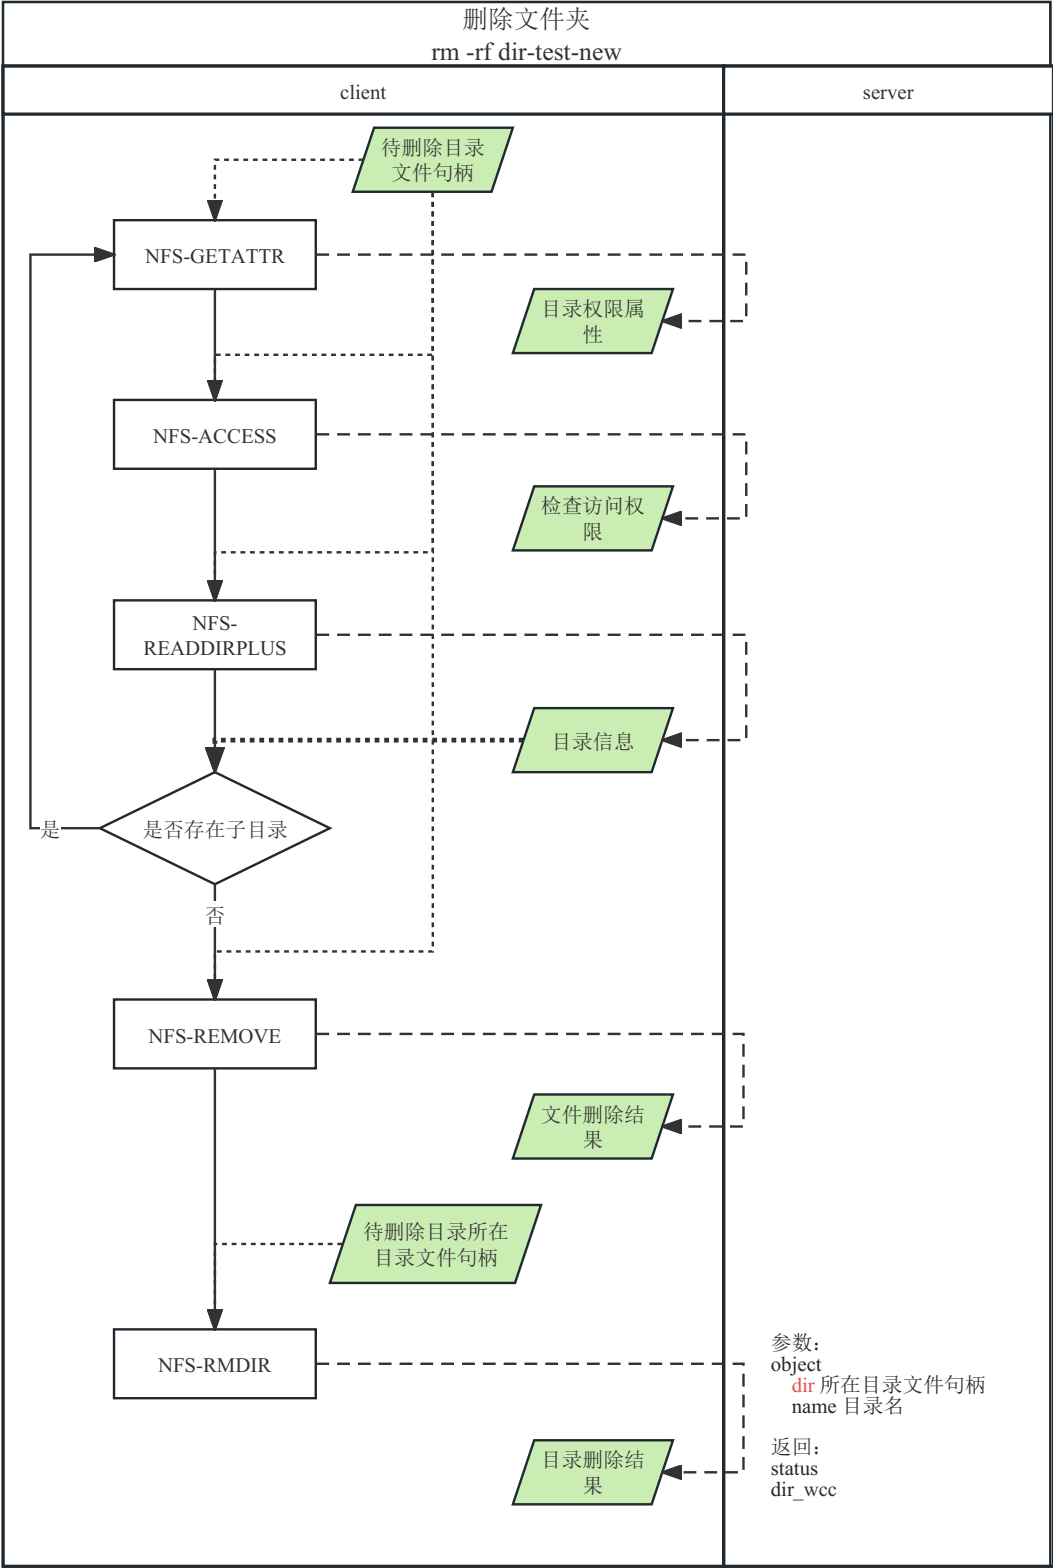 删除文件夹
rm -rf dir-test-new
client
server
待删除目录
文件句柄
NFS-GETATTR
目录权限属
性
NFS-ACCESS
检查访问权
限
NFS-
READDIRPLUS
目录信息
是否存在子目录
是
否
NFS-REMOVE
文件删除结
果
待删除目录所在
目录文件句柄
NFS-RMDIR
参数：
object
dir 所在目录文件句柄
name 目录名
返回：
status
dir_wcc
目录删除结
果